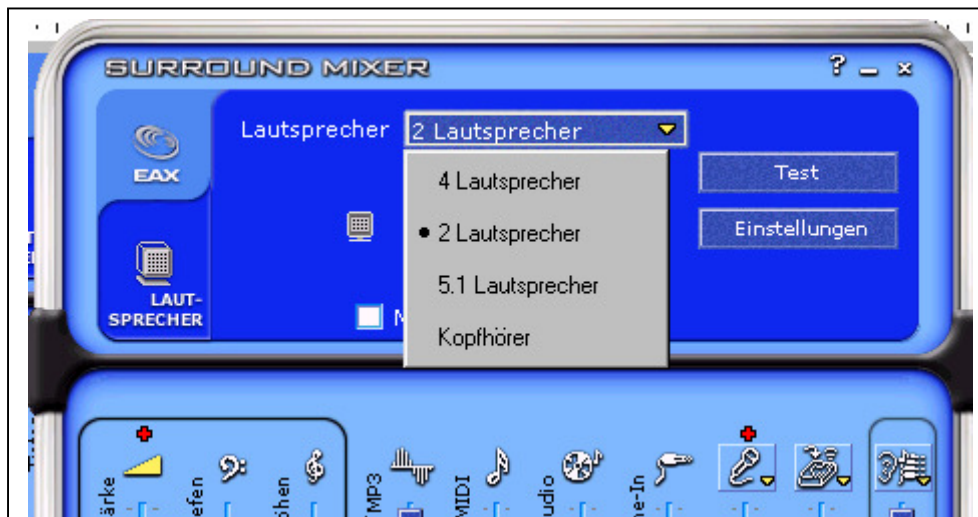 SURROUND MIXER ? – ×
Lautsprecher 2 Lautsprecher
EAX
4 Lautsprecher
Test
2 Lautsprecher
Einstellungen
5.1 Lautsprecher
LAUT-
SPRECHER
Kopfhörer
MP3
MIDI